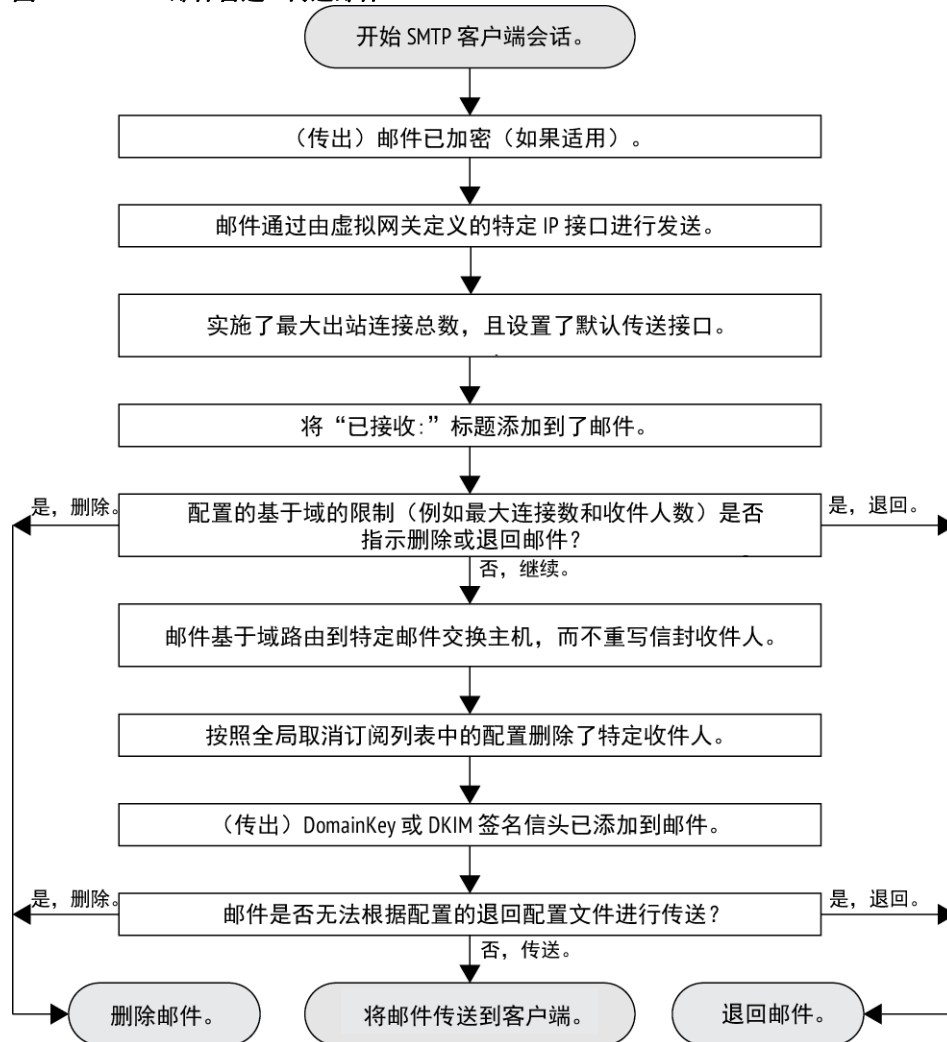 开始 SMTP 客户端会话。
（传出）邮件已加密（如果适用）。
邮件通过由虚拟网关定义的特定 IP 接口进行发送。
实施了最大出站连接总数，且设置了默认传送接口。
将“已接收:”标题添加到了邮件。
是，删除。
配置的基于域的限制（例如最大连接数和收件人数）是否
指示删除或退回邮件？
是，退回。
否，继续。
邮件基于域路由到特定邮件交换主机，而不重写信封收件人。
按照全局取消订阅列表中的配置删除了特定收件人。
（传出）DomainKey 或 DKIM 签名信头已添加到邮件。
是，删除。
邮件是否无法根据配置的退回配置文件进行传送？
是，退回。
否，传送。
删除邮件。
将邮件传送到客户端。
退回邮件。